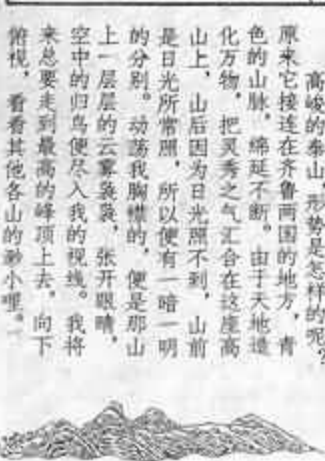 高峻的泰山，形势是怎样的呢？
原来它接连在齐鲁两国的地方，青
色的山脉，绵延不断。由于天地造
化万物，把灵秀之气汇合在这座高
山上，山后因为日光照不到，山前
是日光所常照，所以便有一暗一明
的分别。动荡我胸襟的，便是那山
上一层层的云雾袅袅，张开眼睛，
空中的归鸟便尽入我的视线。我将
来总要走到最高的峰顶上去，向下
俯视，看看其他各山的渺小哩。